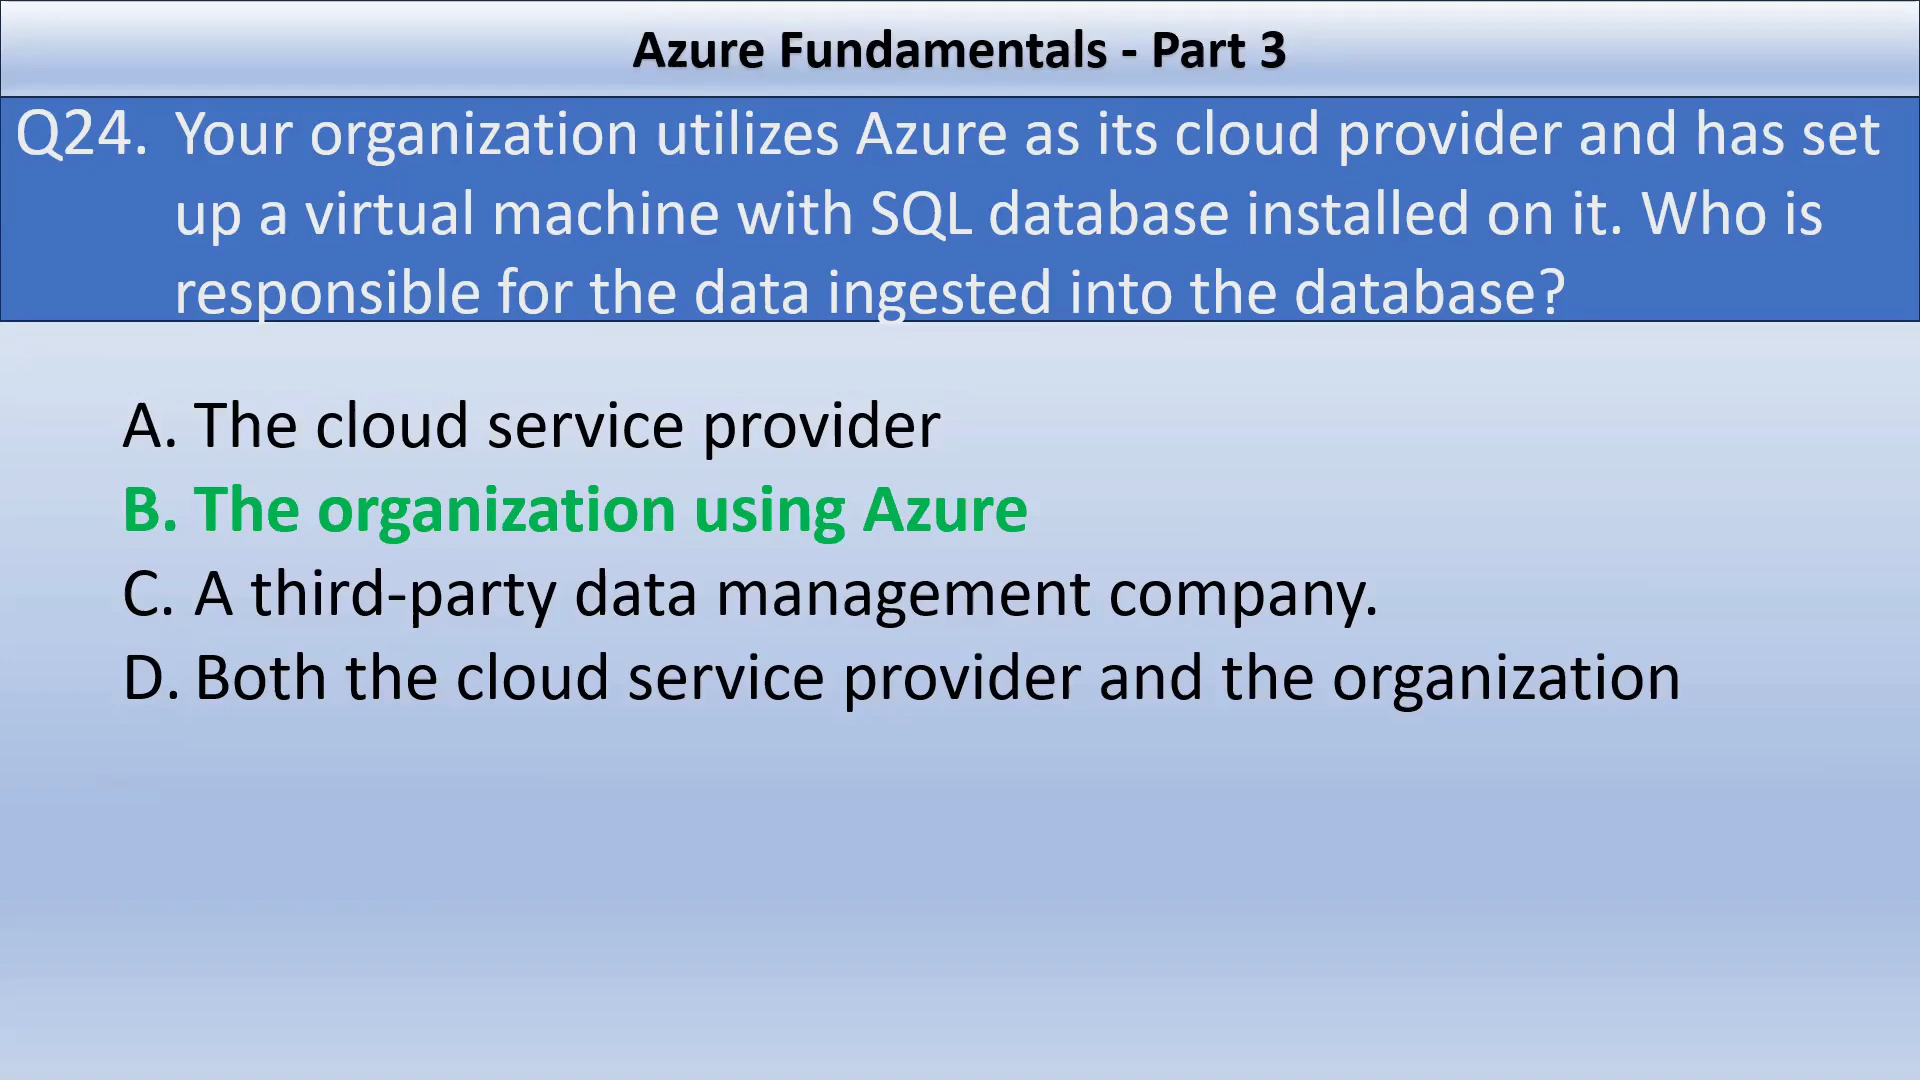 Azure Fundamentals - Part 3
Q24. Your organization utilizes Azure as its cloud provider and has set
up a virtual machine with SQL database installed on it. Who is
responsible for the data ingested into the database?
A. The cloud service provider
B. The organization using Azure
C. A third-party data management company.
D. Both the cloud service provider and the organization